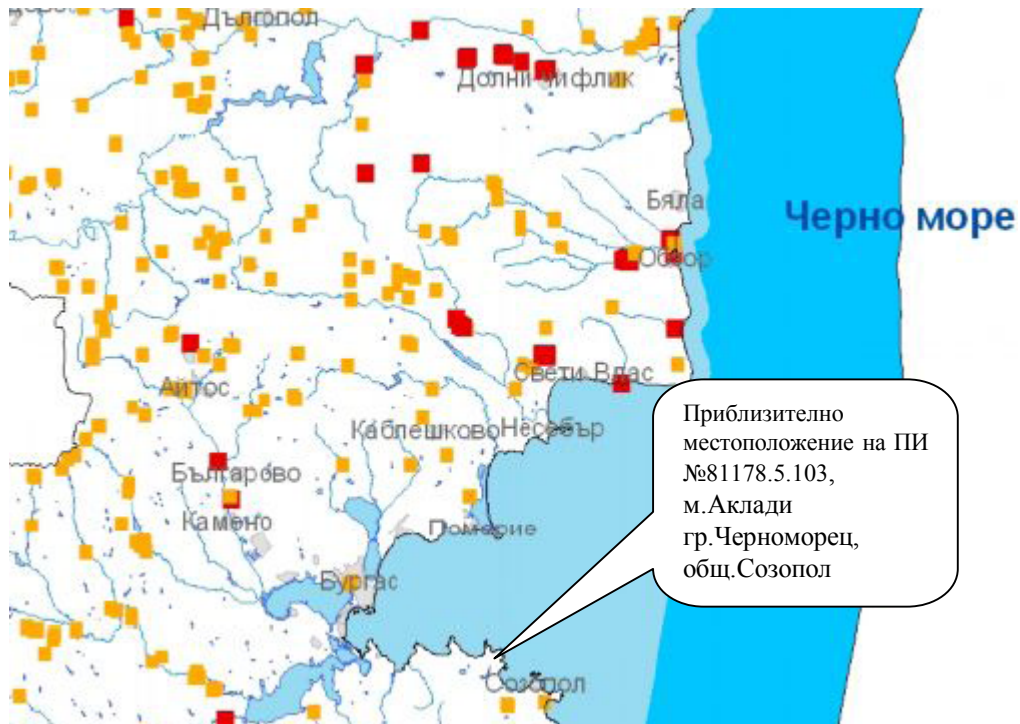 Дългопол
Долни чифлик
Бяла
Черно море
Обзор
Айтос
Свети Влас
Каблешково
Несебър
Приблизително
местоположение на ПИ
№81178.5.103,
м.Аклади
гр.Черноморец,
общ.Созопол
Българово
Камено
Поморие
Бургас
Созопол